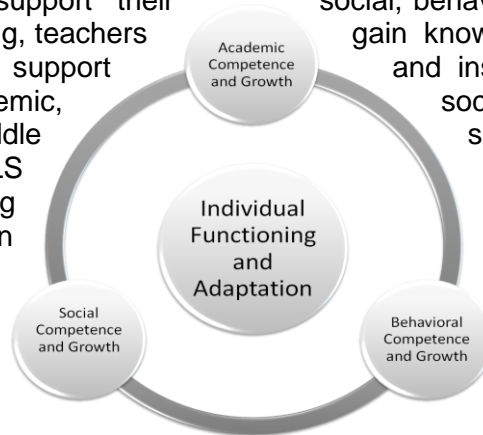 support their social, behav
g, teachers gain know
support and ins
emic, soc
ddle s
LS
g
n
Academic
Competence
and Growth
Individual
Functioning
and
Adaptation
Social
Competence
and Growth
Behavioral
Competence
and Growth